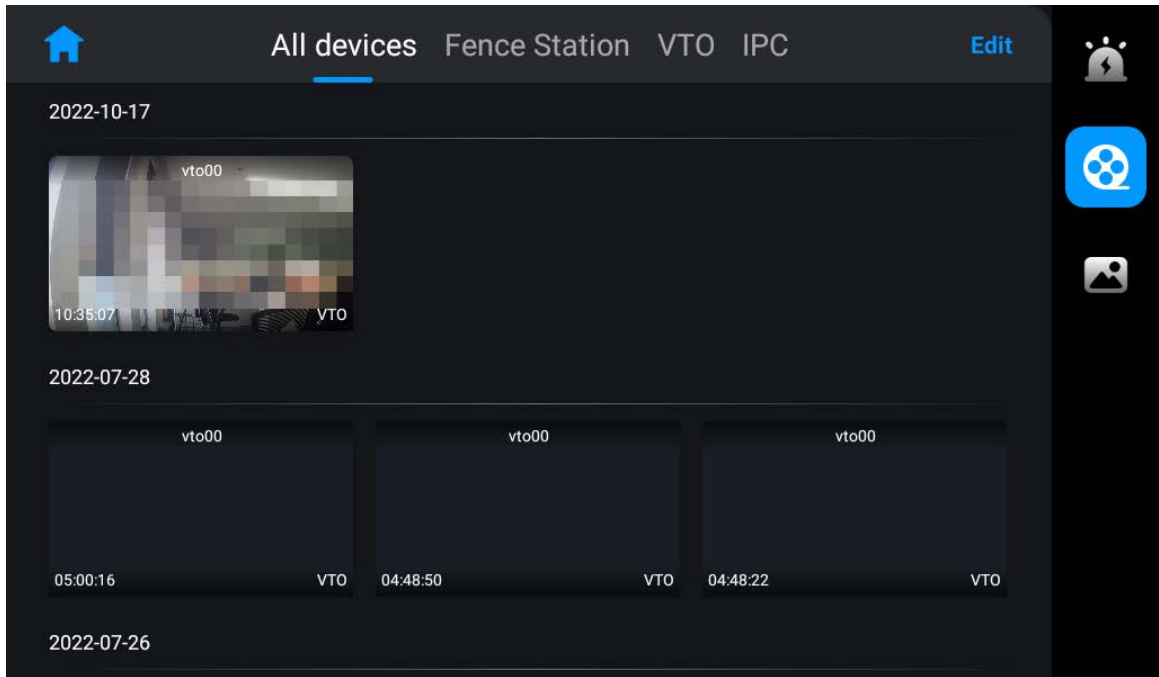 All devices Fence Station VTO IPC Edit
2022-10-17
vto00
10:35:07 VTO
2022-07-28
vto00 vto00 vto00
05:00:16 VTO 04:48:50 VTO 04:48:22 VTO
2022-07-26